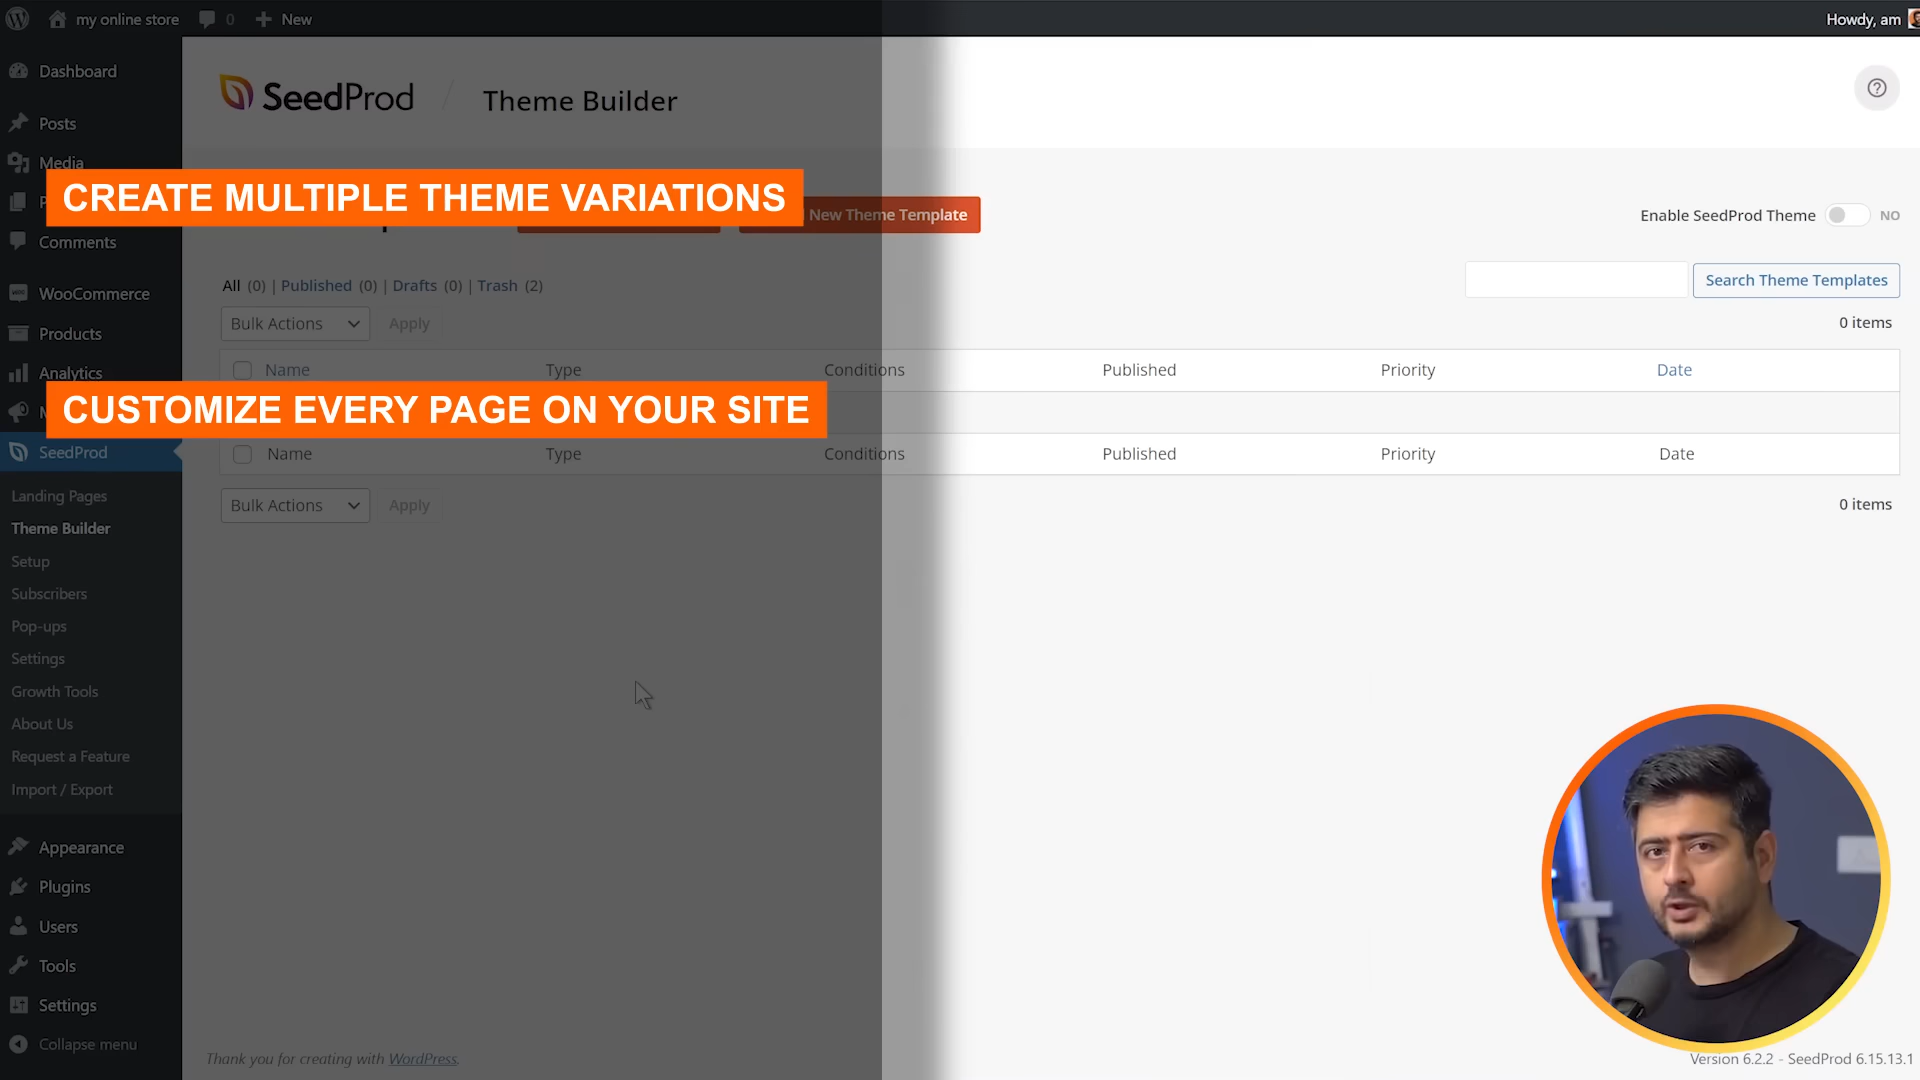 my online store
0
New
Howdy, am
Dashboard
Posts
Media
Comments
WooCommerce
Products
Analytics
SeedProd
Landing Pages
Theme Builder
Setup
Subscribers
Pop-ups
Settings
Growth Tools
About Us
Request a Feature
Import / Export
Appearance
Plugins
Users
Tools
Settings
Collapse menu
SeedProd / Theme Builder
CREATE MULTIPLE THEME VARIATIONS
New Theme Template
Enable SeedProd Theme NO
All (0) | Published (0) | Drafts (0) | Trash (2)
Search Theme Templates
Bulk Actions Apply
0 items
Name Type Conditions Published Priority Date
CUSTOMIZE EVERY PAGE ON YOUR SITE
Name Type Conditions Published Priority Date
Bulk Actions Apply
0 items
Thank you for creating with WordPress.
Version 6.2.2 - SeedProd 6.15.13.1